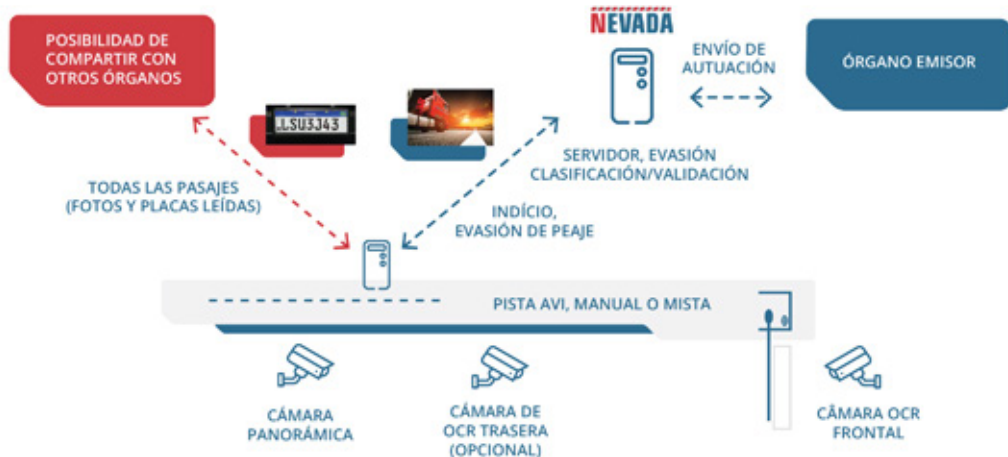 POSIBILIDAD DE
COMPARTIR CON
OTROS ÓRGANOS
NEVADA
ENVÍO DE
AUTUACIÓN
ÓRGANO EMISOR
LSU3J43
SERVIDOR, EVASIÓN
CLASIFICACIÓN/VALIDACIÓN
TODAS LAS PASAJES
(FOTOS Y PLACAS LEÍDAS)
INDÍCIO,
EVASIÓN DE PEAJE
PISTA AVI, MANUAL O MISTA
CÁMARA
PANORÁMICA
CÁMARA DE
OCR TRASERA
(OPCIONAL)
CÂMARA OCR
FRONTAL